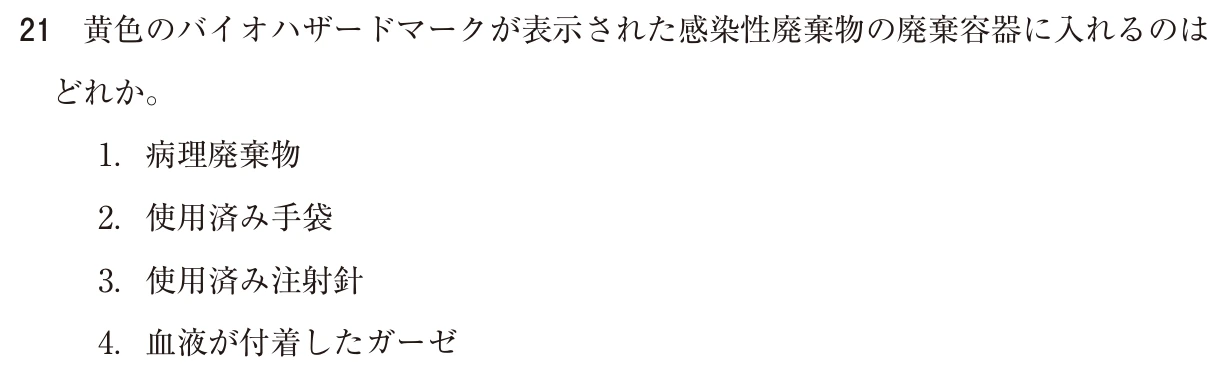 21 黄色のバイオハザードマークが表示された感染性廃棄物の廃棄容器に入れるのは
どれか。
1. 病理廃棄物
2. 使用済み手袋
3. 使用済み注射針
4. 血液が付着したガーゼ